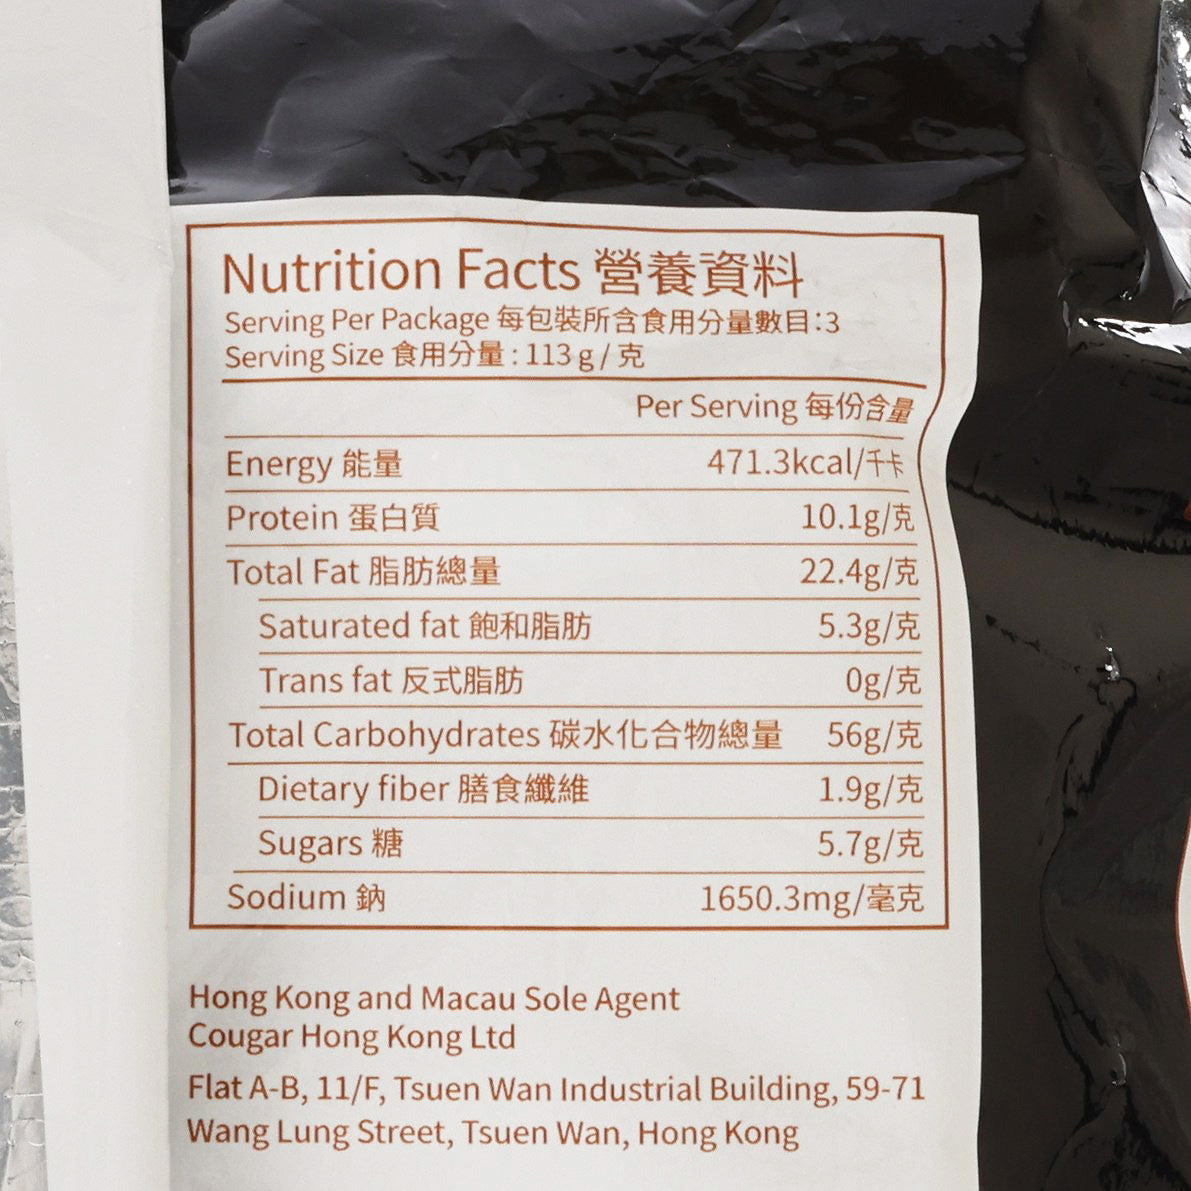 Nutrition Facts 營養資料
Serving Per Package 每包裝所含食用分量數目:3
Serving Size 食用分量 : 113 g / 克
Per Serving 每份含量
Energy 能量 471.3kcal/千卡
Protein 蛋白質 10.1g/克
Total Fat 脂肪總量 22.4g/克
Saturated fat 飽和脂肪 5.3g/克
Trans fat 反式脂肪 0g/克
Total Carbohydrates 碳水化合物總量 56g/克
Dietary fiber 膳食纖維 1.9g/克
Sugars 糖 5.7g/克
Sodium 鈉 1650.3mg/毫克
Hong Kong and Macau Sole Agent
Cougar Hong Kong Ltd
Flat A-B, 11/F, Tsuen Wan Industrial Building, 59-71
Wang Lung Street, Tsuen Wan, Hong Kong